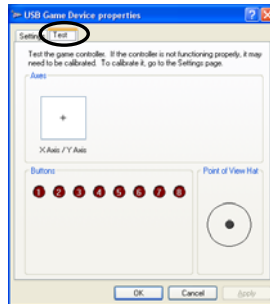 USB Game Device properties
Settings Test
Test the game controller. If the controller is not functioning properly, it may
need to be calibrated. To calibrate it, go to the Settings page.
Axes
X Axis / Y Axis
Buttons
Point of View Hat
1 2 3 4 5 6 7 8
OK Cancel Apply